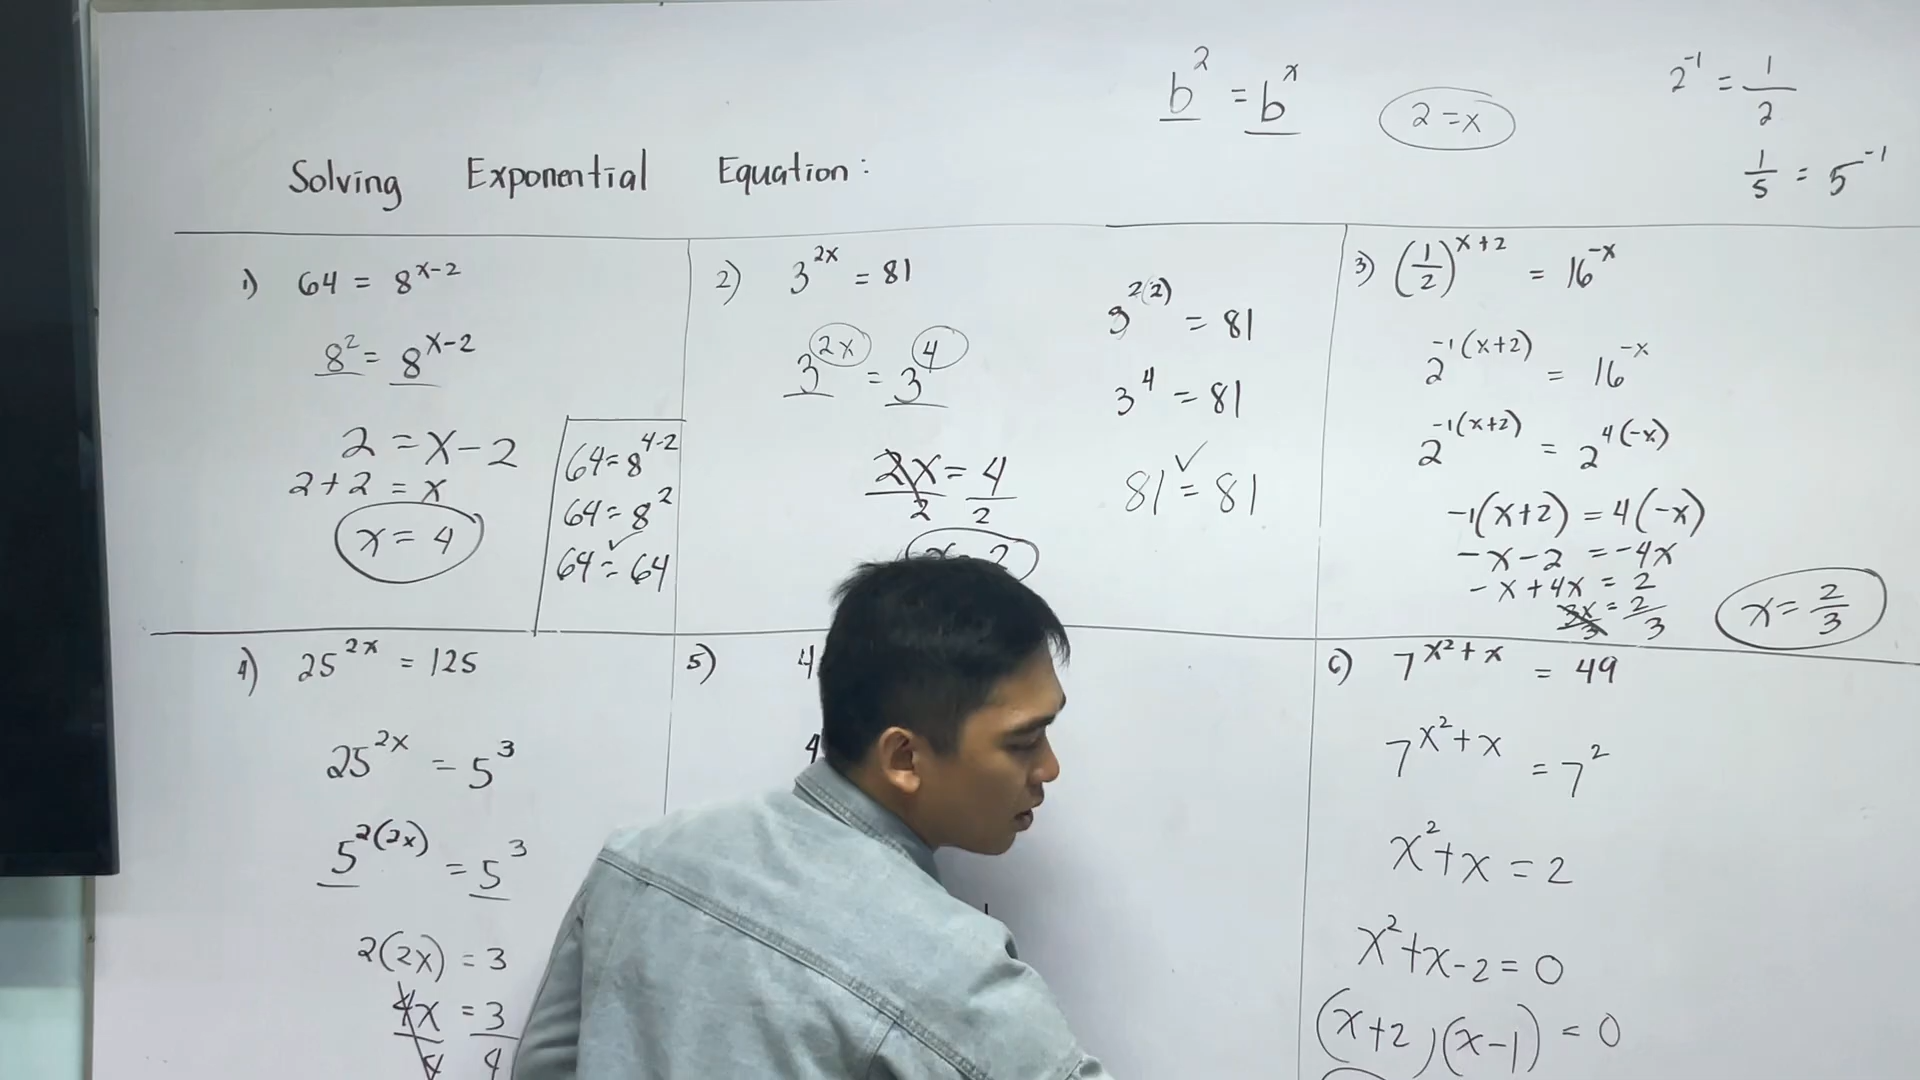 b² = bˣ
2 = x
2⁻¹ = 1/2
1/5 = 5⁻¹
Solving Exponential Equation:
1) 64 = 8^(x-2)
8² = 8^(x-2)
2 = x-2
2+2 = x
x = 4
64 = 8^(4-2)
64 = 8²
64 = 64 ✓
2) 3^(2x) = 81
3^(2x) = 3⁴
2x/2 = 4/2
3^(2(2)) = 81
3⁴ = 81
81 = 81 ✓
3) (1/2)^(x+2) = 16^(-x)
2^(-1(x+2)) = 16^(-x)
2^(-1(x+2)) = 2^(4(-x))
-1(x+2) = 4(-x)
-x-2 = -4x
-x+4x = 2
3x/3 = 2/3
x = 2/3
4) 25^(2x) = 125
25^(2x) = 5³
5^(2(2x)) = 5³
2(2x) = 3
4x/4 = 3/4
5) 4
4
6) 7^(x²+x) = 49
7^(x²+x) = 7²
x²+x = 2
x²+x-2 = 0
(x+2)(x-1) = 0